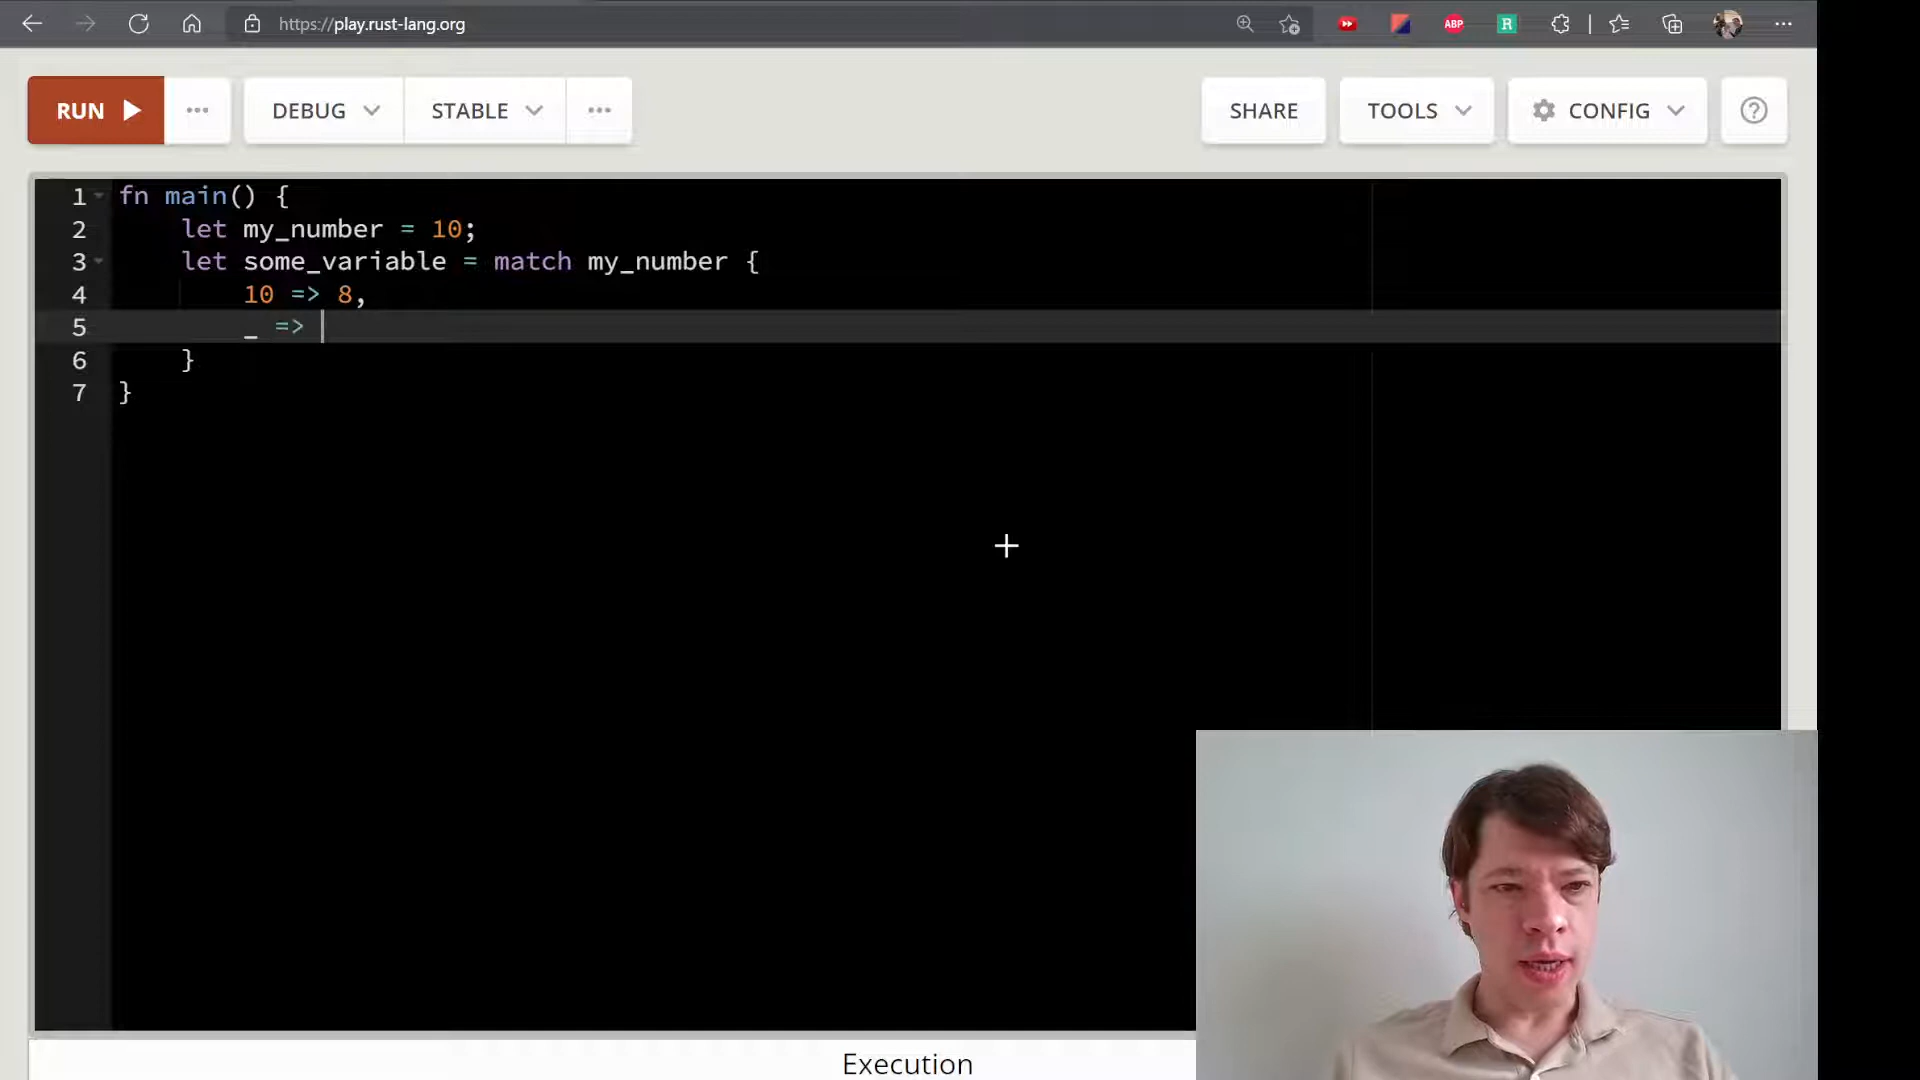 https://play.rust-lang.org
ABP
R
RUN
DEBUG
STABLE
SHARE
TOOLS
CONFIG
1 fn main() {
2 let my_number = 10;
3 let some_variable = match my_number {
4 10 => 8,
5 _ =>
6 }
7 }
Execution